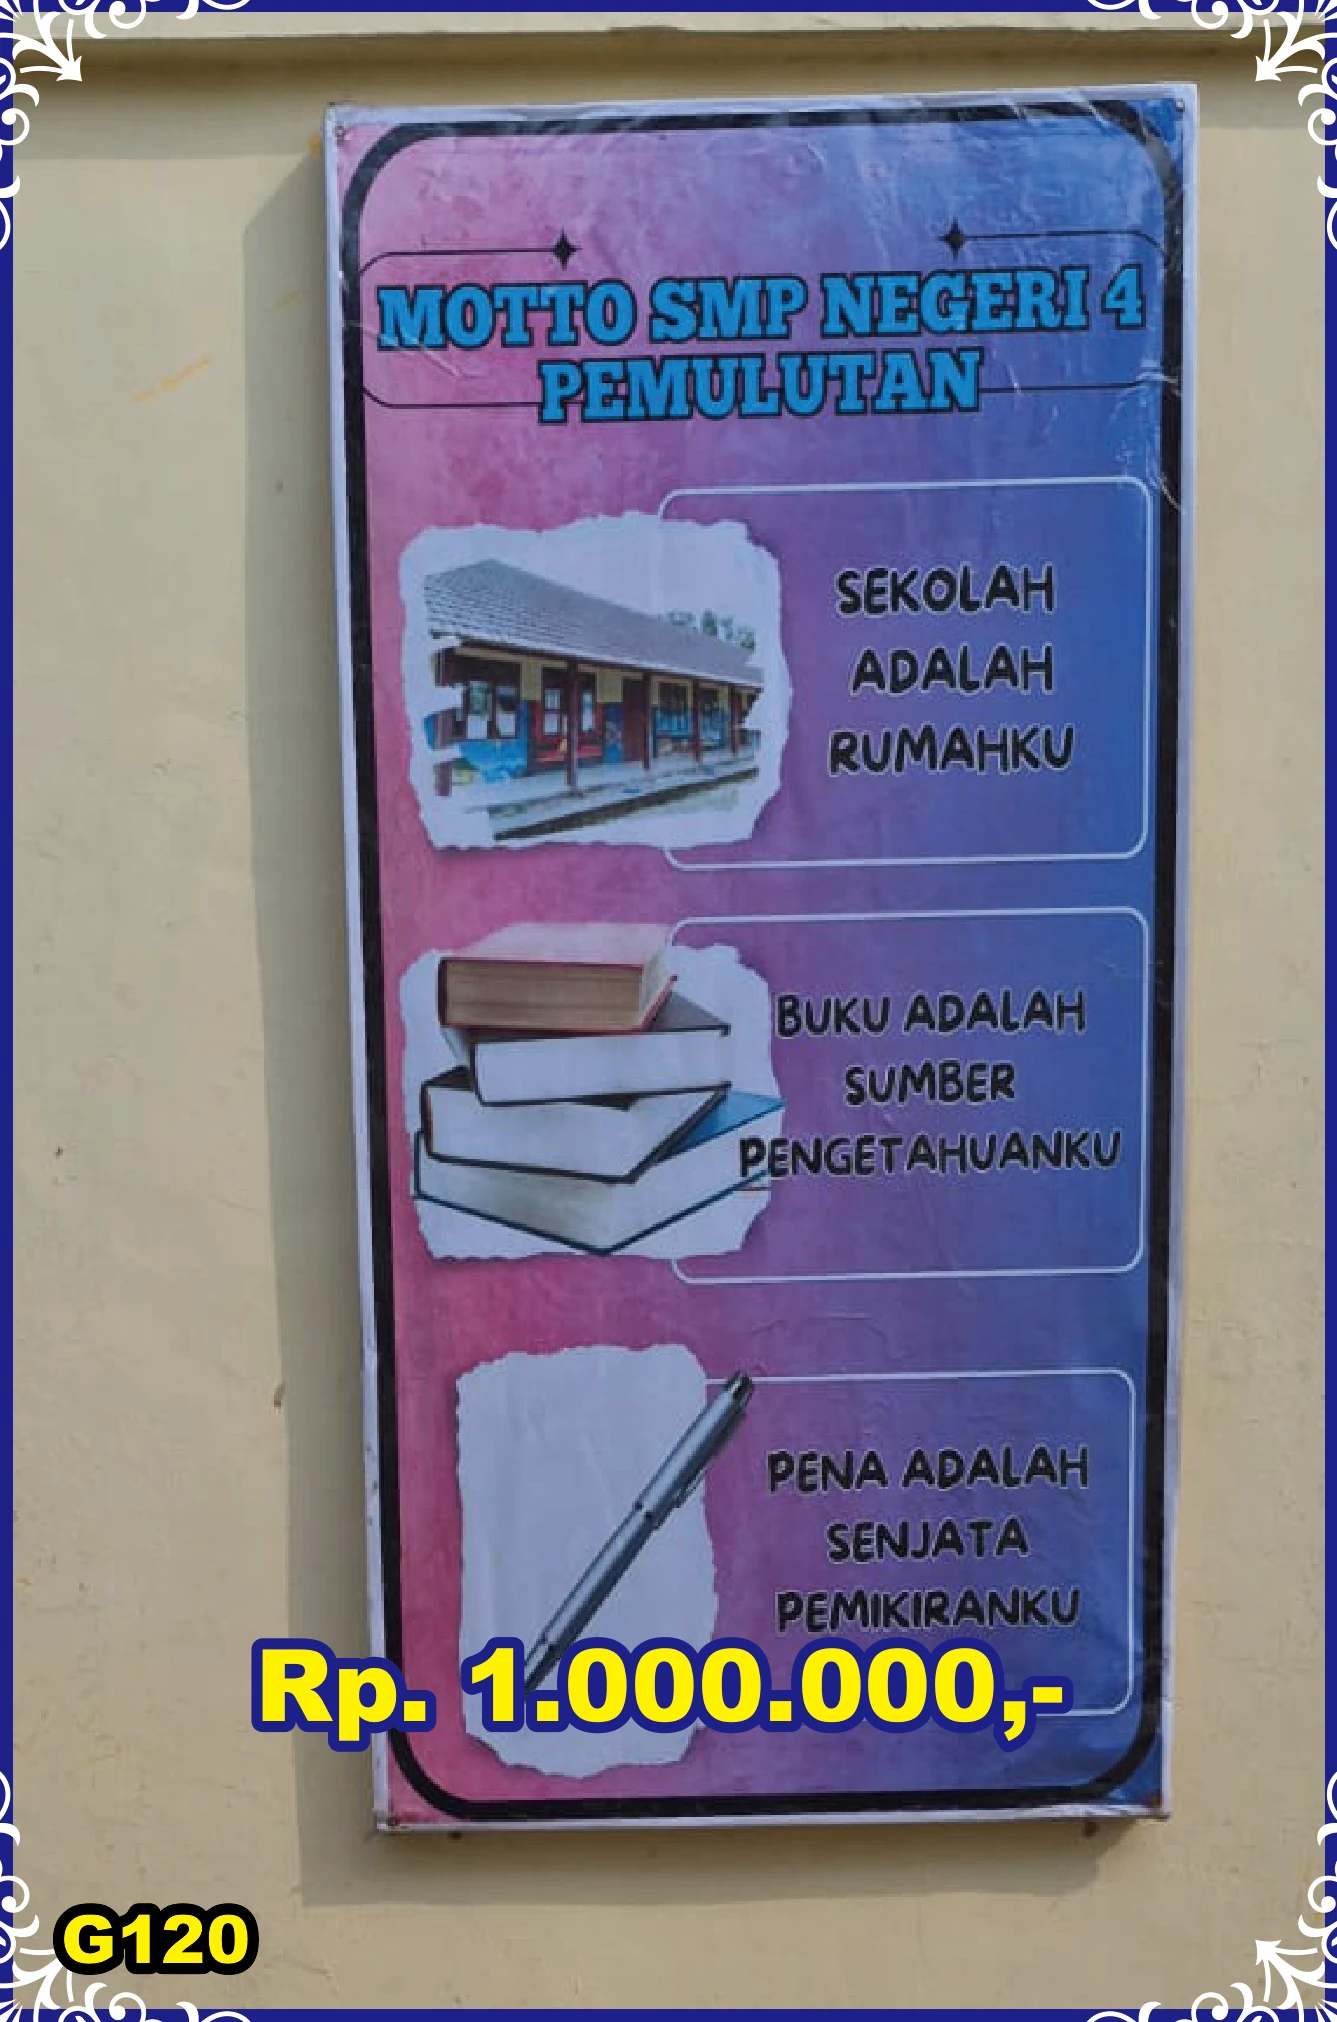 MOTTO SMP NEGERI 4
PEMULUTAN
SEKOLAH
ADALAH
RUMAHKU
BUKU ADALAH
SUMBER
PENGETAHUANKU
PENA ADALAH
SENJATA
PEMIKIRANKU
Rp. 1.000.000,-
G120